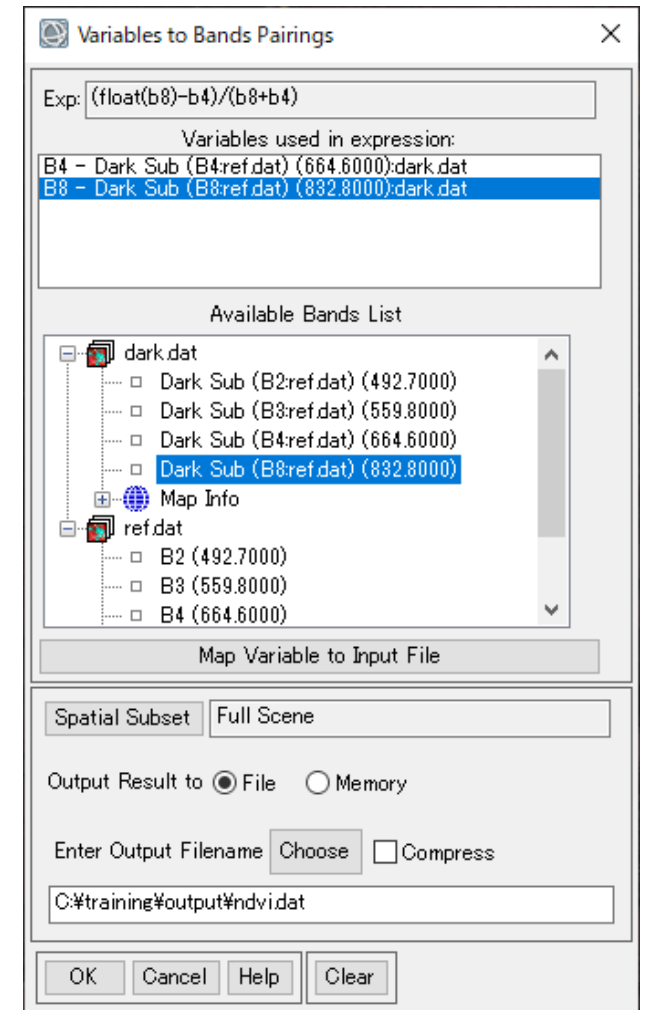 Variables to Bands Pairings
Exp: (float(b8)-b4)/(b8+b4)
Variables used in expression:
B4 - Dark Sub (B4:ref.dat) (664.6000):dark.dat
B8 - Dark Sub (B8:ref.dat) (832.8000):dark.dat
Available Bands List
dark.dat
Dark Sub (B2:ref.dat) (492.7000)
Dark Sub (B3:ref.dat) (559.8000)
Dark Sub (B4:ref.dat) (664.6000)
Dark Sub (B8:ref.dat) (832.8000)
Map Info
ref.dat
B2 (492.7000)
B3 (559.8000)
B4 (664.6000)
Map Variable to Input File
Spatial Subset Full Scene
Output Result to File Memory
Enter Output Filename Choose Compress
C:¥training¥output¥ndvi.dat
OK Cancel Help Clear